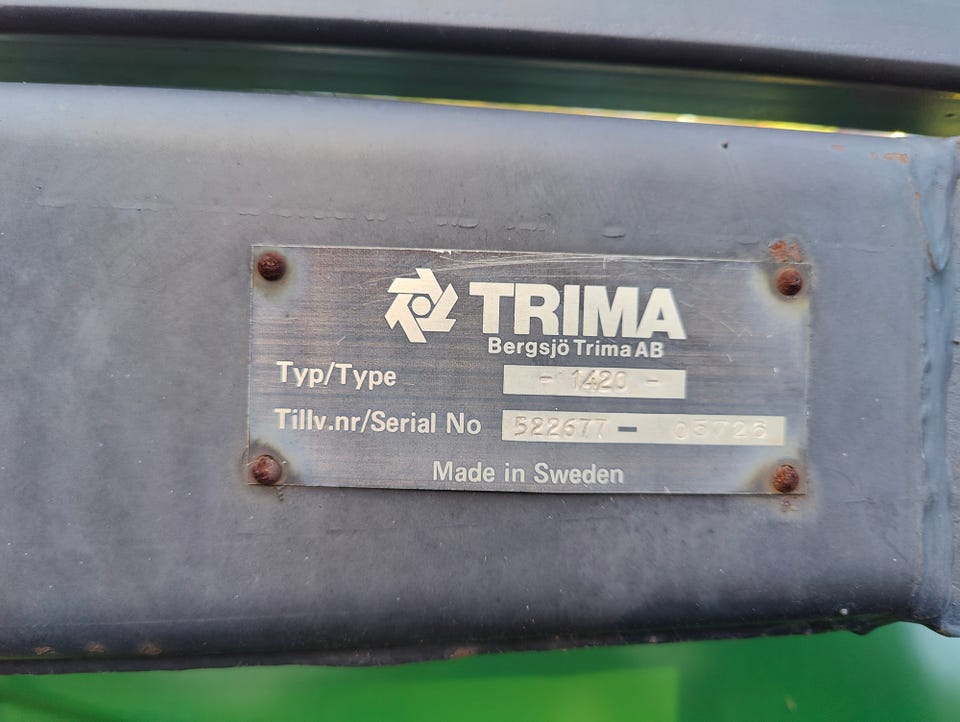 TRIMA
Bergsjö Trima AB
Typ/Type - 1420 -
Tillv.nr/Serial No 522677 - 05726
Made in Sweden